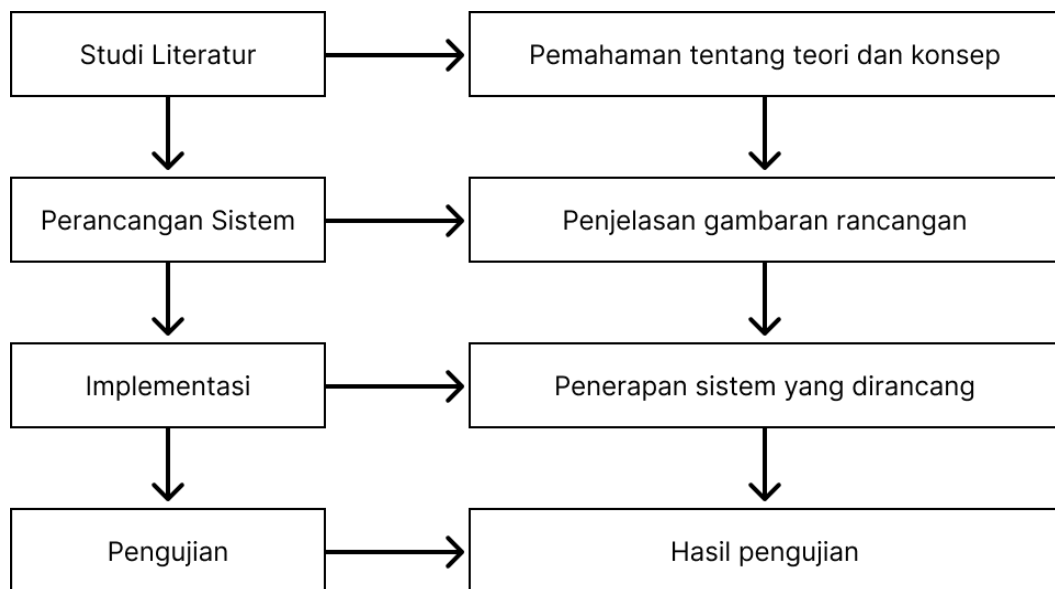 Studi Literatur
Pemahaman tentang teori dan konsep
Perancangan Sistem
Penjelasan gambaran rancangan
Implementasi
Penerapan sistem yang dirancang
Pengujian
Hasil pengujian